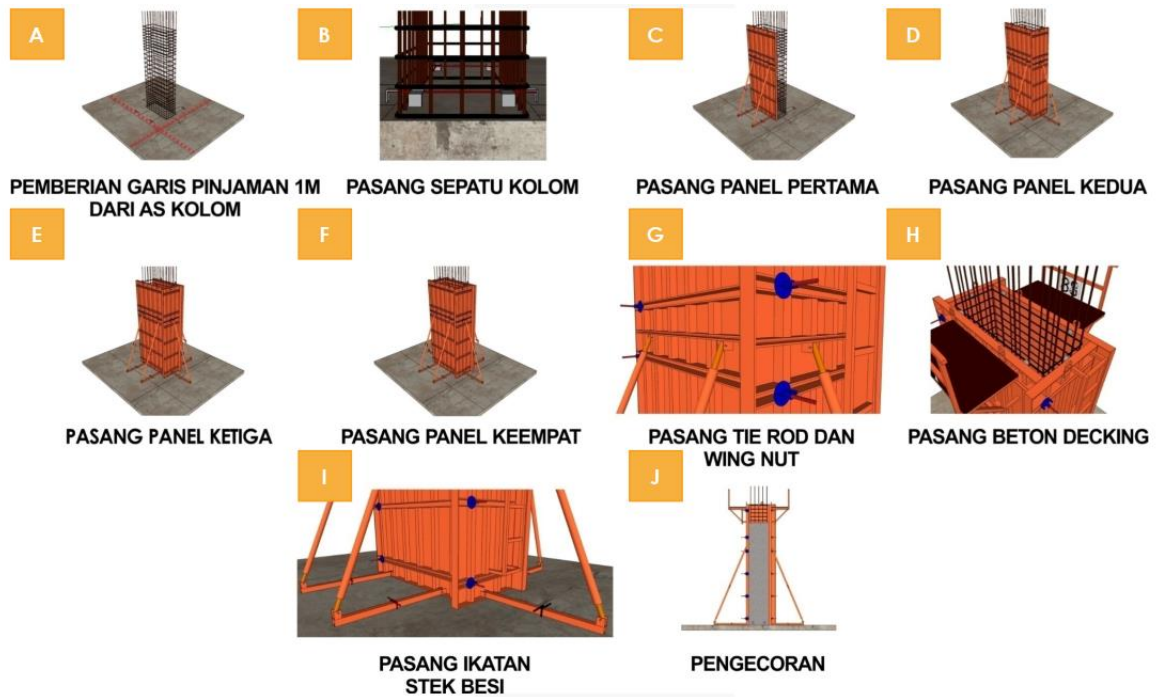 A
B
C
D
PEMBERIAN GARIS PINJAMAN 1M
DARI AS KOLOM
PASANG SEPATU KOLOM
PASANG PANEL PERTAMA
PASANG PANEL KEDUA
E
F
G
H
PASANG PANEL KETIGA
PASANG PANEL KEEMPAT
PASANG TIE ROD DAN
WING NUT
PASANG BETON DECKING
I
J
PASANG IKATAN
STEK BESI
PENGECORAN